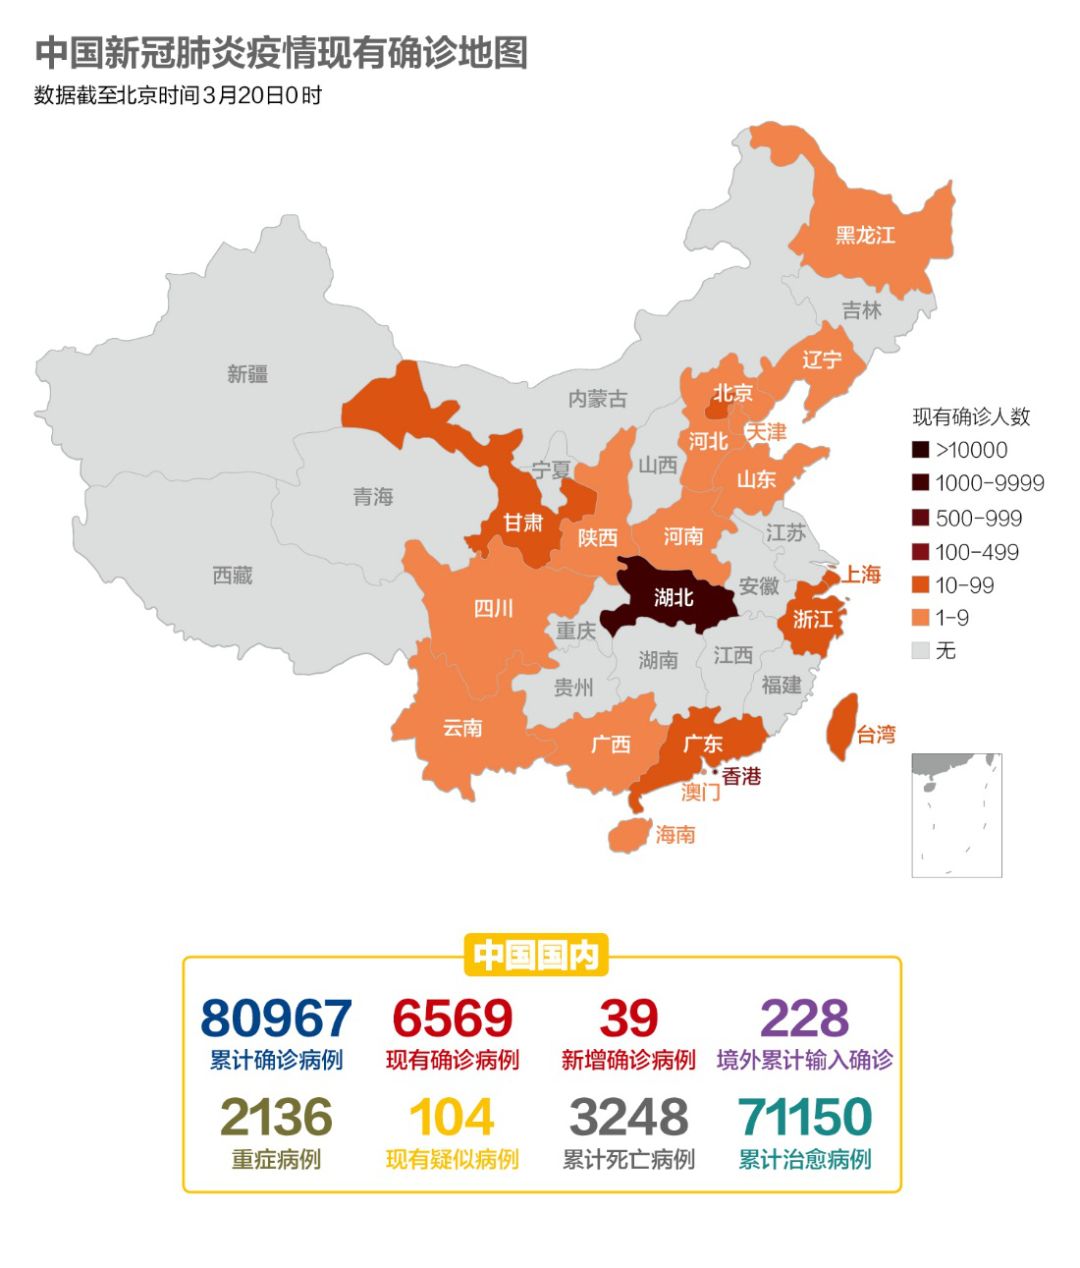 中国新冠肺炎疫情现有确诊地图
数据截至北京时间3月20日0时
黑龙江
吉林
辽宁
新疆
内蒙古
北京
天津
河北
山西
山东
宁夏
青海
甘肃
陕西
河南
江苏
西藏
安徽
上海
四川
湖北
浙江
重庆
湖南
江西
贵州
福建
云南
广西
广东
台湾
香港
澳门
海南
现有确诊人数
>10000
1000-9999
500-999
100-499
10-99
1-9
无
中国国内
80967 6569 39 228
累计确诊病例 现有确诊病例 新增确诊病例 境外累计输入确诊
2136 104 3248 71150
重症病例 现有疑似病例 累计死亡病例 累计治愈病例